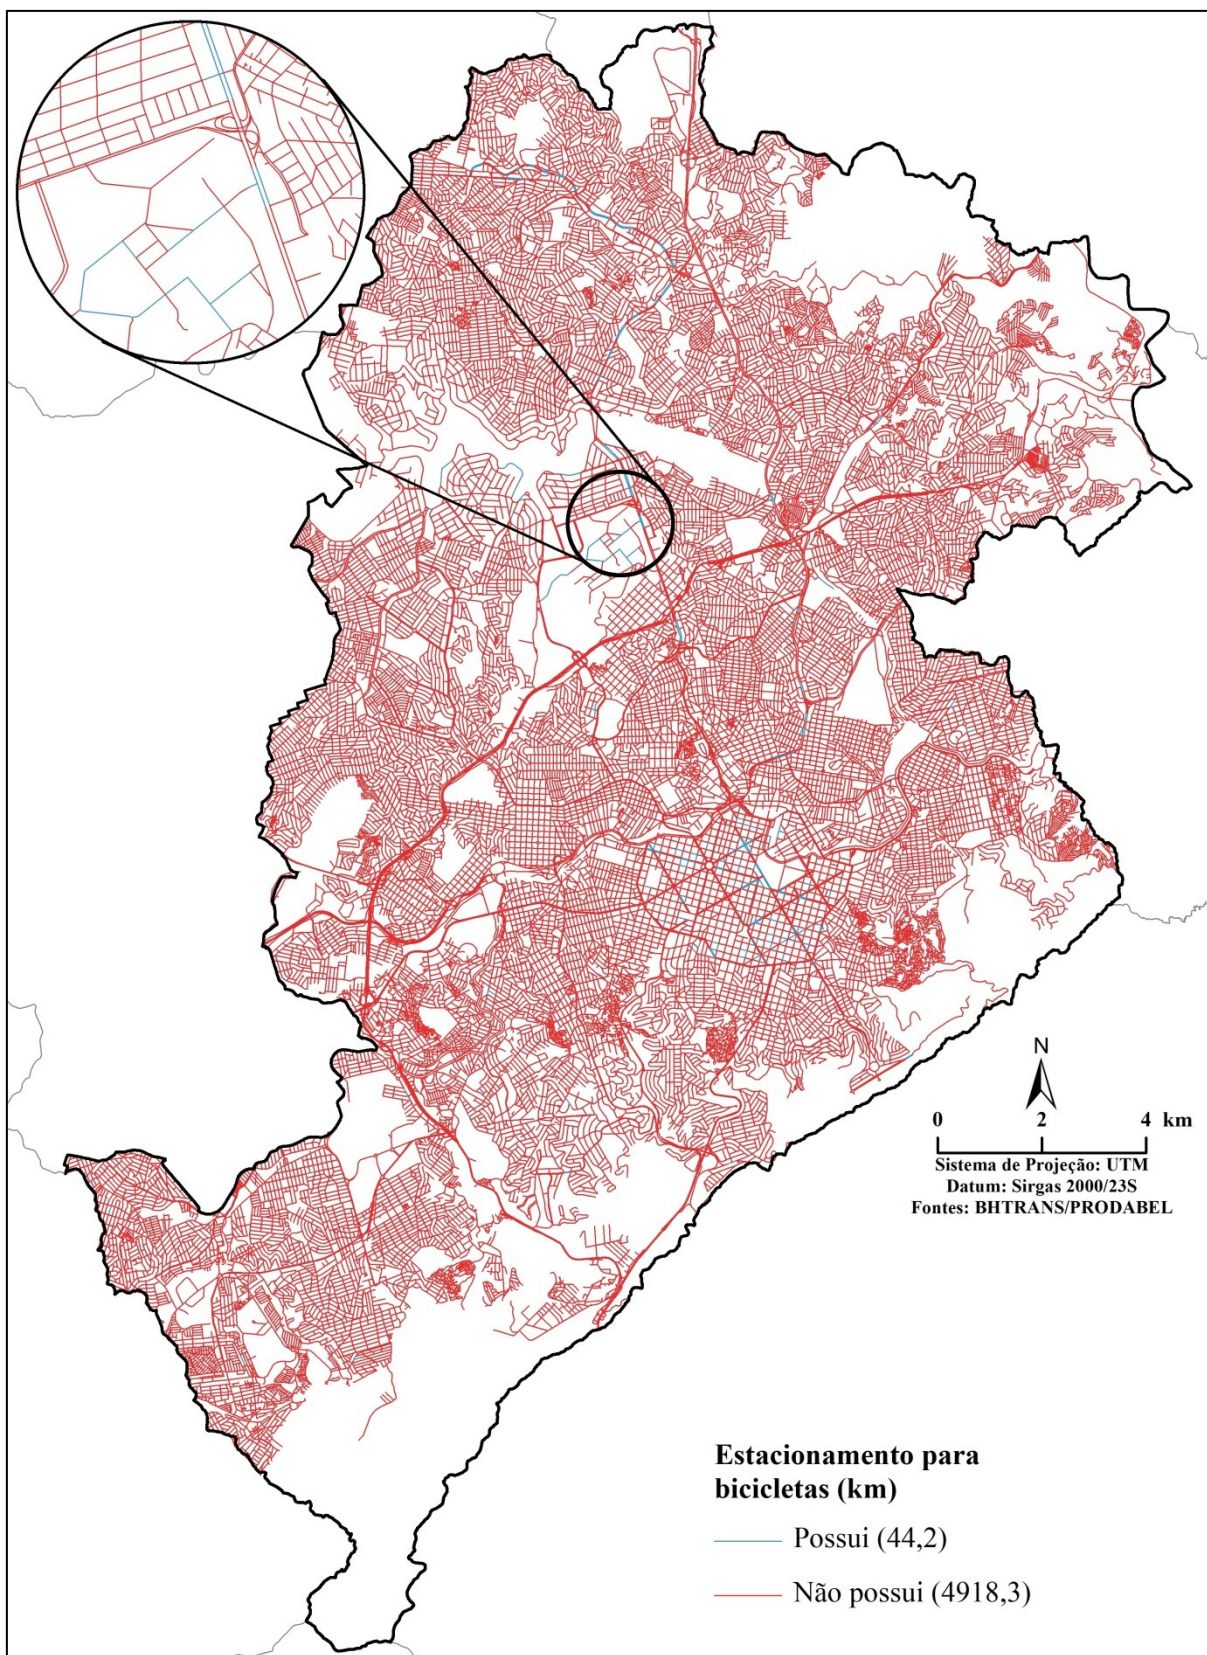 N
0 2 4 km
Sistema de Projeção: UTM
Datum: Sirgas 2000/23S
Fontes: BHTRANS/PRODABEL
Estacionamento para
bicicletas (km)
Possui (44,2)
Não possui (4918,3)